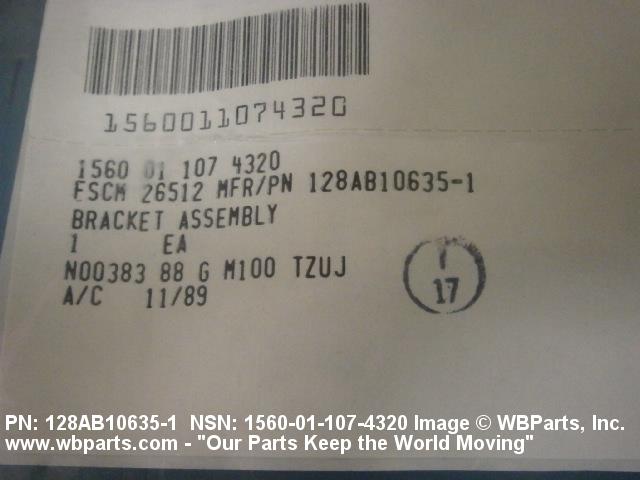 1560011074320
1560 01 107 4320
FSCM 26512 MFR/PN 128AB10635-1
BRACKET ASSEMBLY
1 EA
N00383 88 G M100 TZUJ
A/C 11/89
17
PN: 128AB10635-1 NSN: 1560-01-107-4320 Image © WBParts, Inc.
www.wbparts.com - "Our Parts Keep the World Moving"